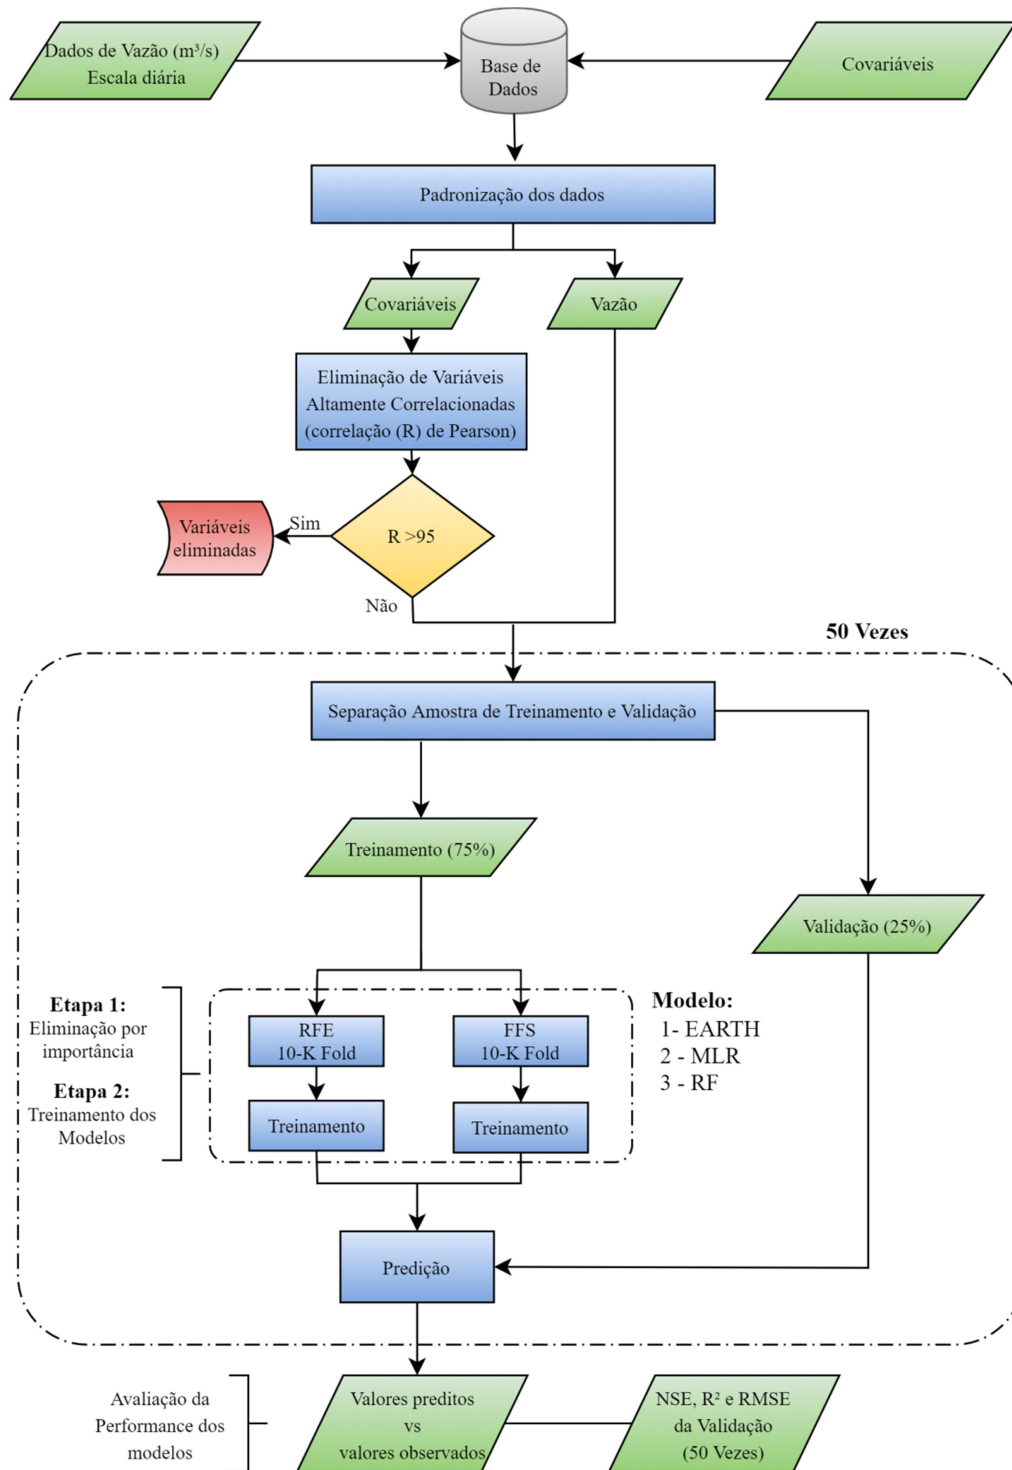 Dados de Vazão (m³/s)
Escala diária
Base de
Dados
Covariáveis
Padronização dos dados
Covariáveis
Vazão
Eliminação de Variáveis
Altamente Correlacionadas
(correlação (R) de Pearson)
R >95
Sim
Variáveis
eliminadas
Não
50 Vezes
Separação Amostra de Treinamento e Validação
Treinamento (75%)
Validação (25%)
Etapa 1:
Eliminação por
importância
Etapa 2:
Treinamento dos
Modelos
RFE
10-K Fold
Treinamento
FFS
10-K Fold
Treinamento
Modelo:
1- EARTH
2 - MLR
3 - RF
Predição
Avaliação da
Performance dos
modelos
Valores preditos
vs
valores observados
NSE, R² e RMSE
da Validação
(50 Vezes)